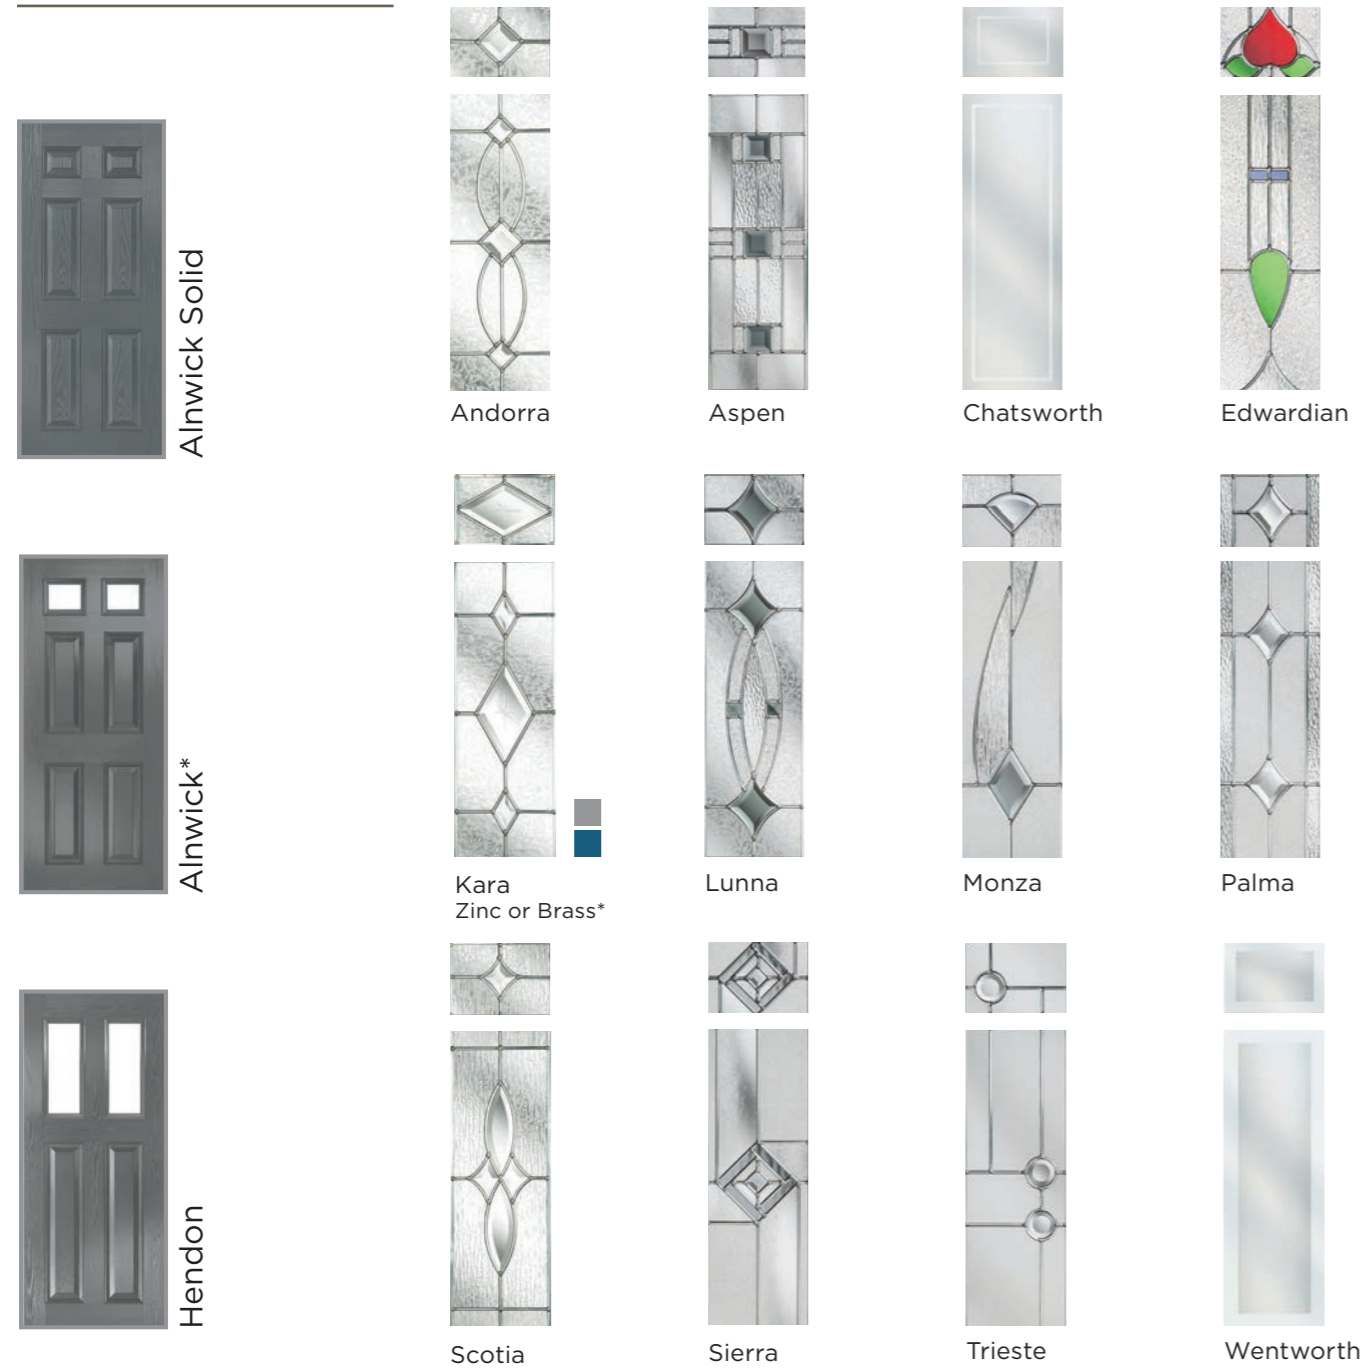 Alnwick Solid
Andorra
Aspen
Chatsworth
Edwardian
Alnwick*
Kara
Zinc or Brass*
Lunna
Monza
Palma
Hendon
Scotia
Sierra
Trieste
Wentworth